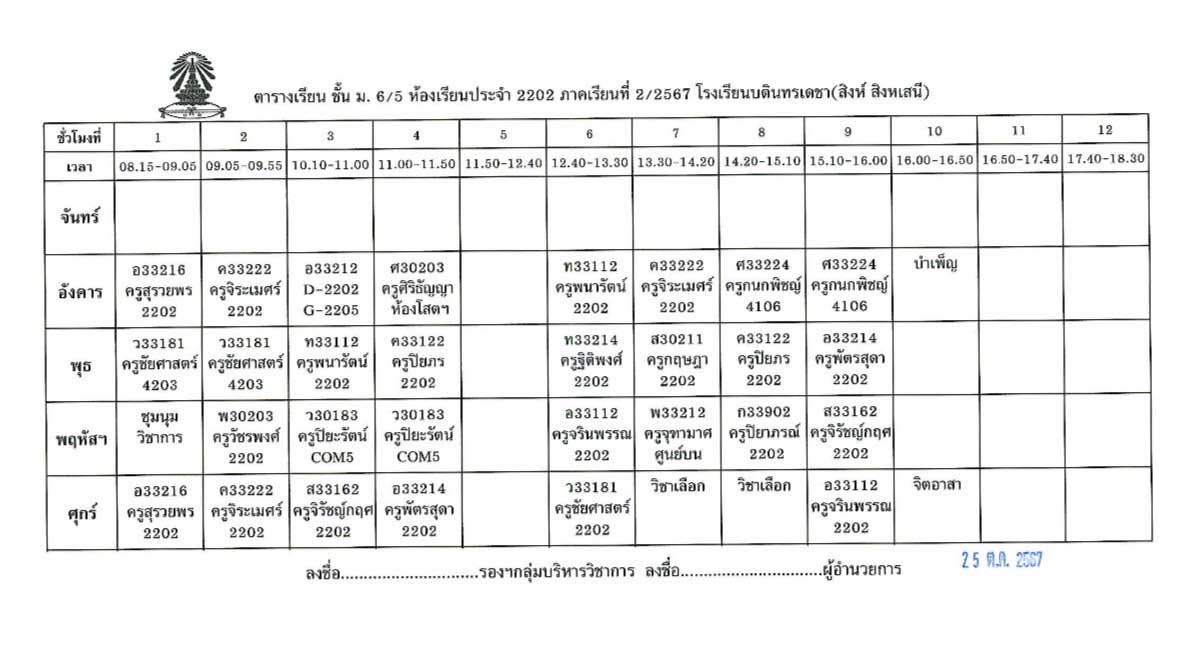 ตารางเรียน ชั้น ม. 6/5 ห้องเรียนประจำ 2202 ภาคเรียนที่ 2/2567 โรงเรียนบดินทรเดชา(สิงห์ สิงหเสนี)
ชั่วโมงที่ 1 2 3 4 5 6 7 8 9 10 11 12
เวลา 08.15-09.05 09.05-09.55 10.10-11.00 11.00-11.50 11.50-12.40 12.40-13.30 13.30-14.20 14.20-15.10 15.10-16.00 16.00-16.50 16.50-17.40 17.40-18.30
จันทร์
อ33216 ค33222 อ33212 ศ30203 ท33112 ค33222 ศ33224 ศ33224 บำเพ็ญ
อังคาร ครูสุรวยพร ครูจิระเมศร์ D-2202 ครูศิริธัญญา ครูพนารัตน์ ครูจิระเมศร์ ครูกนกพิชญ์ ครูกนกพิชญ์
2202 2202 G-2205 ห้องโสตฯ 2202 2202 4106 4106
ว33181 ว33181 ท33112 ค33122 ท33214 ส30211 ค33122 อ33214
พุธ ครูชัยศาสตร์ ครูชัยศาสตร์ ครูพนารัตน์ ครูปิยภร ครูฐิติพงศ์ ครูกฤษฎา ครูปิยภร ครูพัตรสุดา
4203 4203 2202 2202 2202 2202 2202 2202
ชุมนุม พ30203 ว30183 ว30183 อ33112 พ33212 ก33902 ส33162
พฤหัสฯ วิชาการ ครูวัชรพงศ์ ครูปิยะรัตน์ ครูปิยะรัตน์ ครูจรินพรรณ ครูจุฑามาศ ครูปิยาภรณ์ ครูจิรัชญ์กฤศ
2202 COM5 COM5 2202 ศูนย์บน 2202 2202
อ33216 ค33222 ส33162 อ33214 ว33181 วิชาเลือก วิชาเลือก อ33112 จิตอาสา
ศุกร์ ครูสุรวยพร ครูจิระเมศร์ ครูจิรัชญ์กฤศ ครูพัตรสุดา ครูชัยศาสตร์ ครูจรินพรรณ
2202 2202 2202 2202 2202 2202
ลงชื่อ..............................รองฯกลุ่มบริหารวิชาการ ลงชื่อ...............................ผู้อำนวยการ
25 ต.ค. 2567